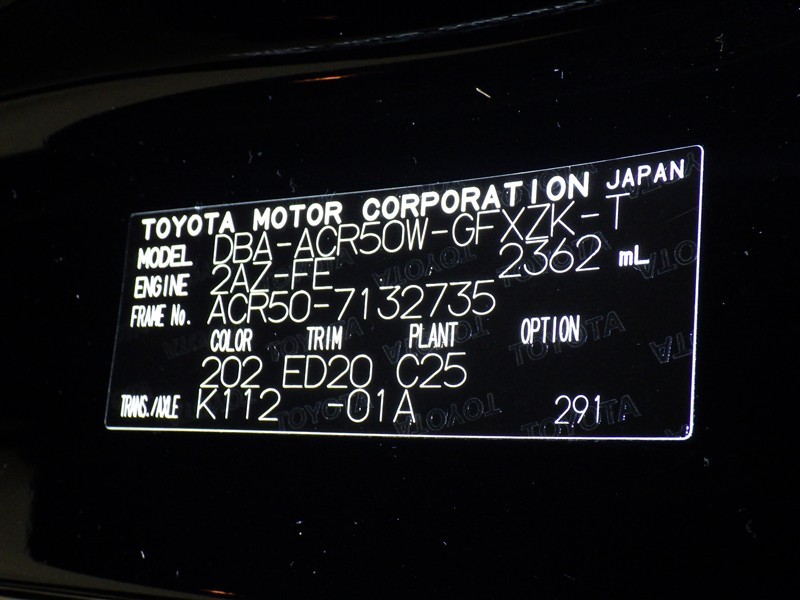 TOYOTA MOTOR CORPORATION JAPAN
MODEL DBA-ACR50W-GFXZK-T
ENGINE 2AZ-FE 2362 mL
FRAME No. ACR50-7132735
COLOR TRIM PLANT OPTION
202 ED20 C25
TRANS./AXLE K112 -01A 291